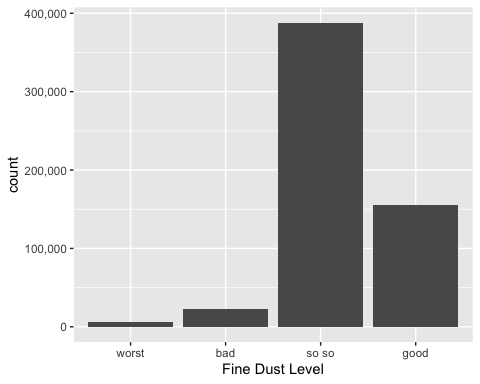 400,000
300,000
200,000
100,000
0
count
worst bad so so good
Fine Dust Level